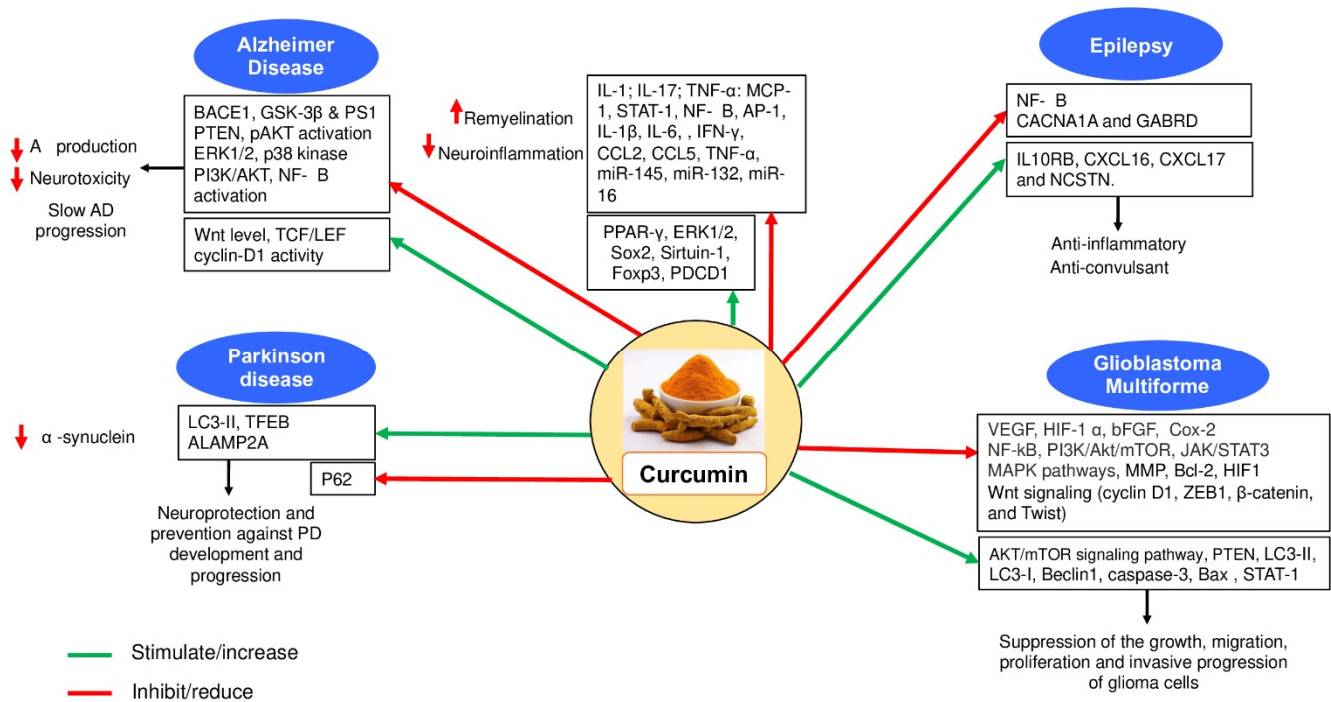 Alzheimer
Disease
BACE1, GSK-3β & PS1
PTEN, pAKT activation
ERK1/2, p38 kinase
PI3K/AKT, NF- B
activation
Wnt level, TCF/LEF
cyclin-D1 activity
A production
Neurotoxicity
Slow AD
progression
Remyelination
Neuroinflammation
IL-1; IL-17; TNF-α: MCP-
1, STAT-1, NF- B, AP-1,
IL-1β, IL-6, , IFN-γ,
CCL2, CCL5, TNF-α,
miR-145, miR-132, miR-
16
PPAR-γ, ERK1/2,
Sox2, Sirtuin-1,
Foxp3, PDCD1
Epilepsy
NF- B
CACNA1A and GABRD
IL10RB, CXCL16, CXCL17
and NCSTN.
Anti-inflammatory
Anti-convulsant
Parkinson
disease
α -synuclein
LC3-II, TFEB
ALAMP2A
P62
Neuroprotection and
prevention against PD
development and
progression
Curcumin
Glioblastoma
Multiforme
VEGF, HIF-1 α, bFGF, Cox-2
NF-kB, PI3K/Akt/mTOR, JAK/STAT3
MAPK pathways, MMP, Bcl-2, HIF1
Wnt signaling (cyclin D1, ZEB1, β-catenin,
and Twist)
AKT/mTOR signaling pathway, PTEN, LC3-II,
LC3-I, Beclin1, caspase-3, Bax , STAT-1
Suppression of the growth, migration,
proliferation and invasive progression
of glioma cells
Stimulate/increase
Inhibit/reduce